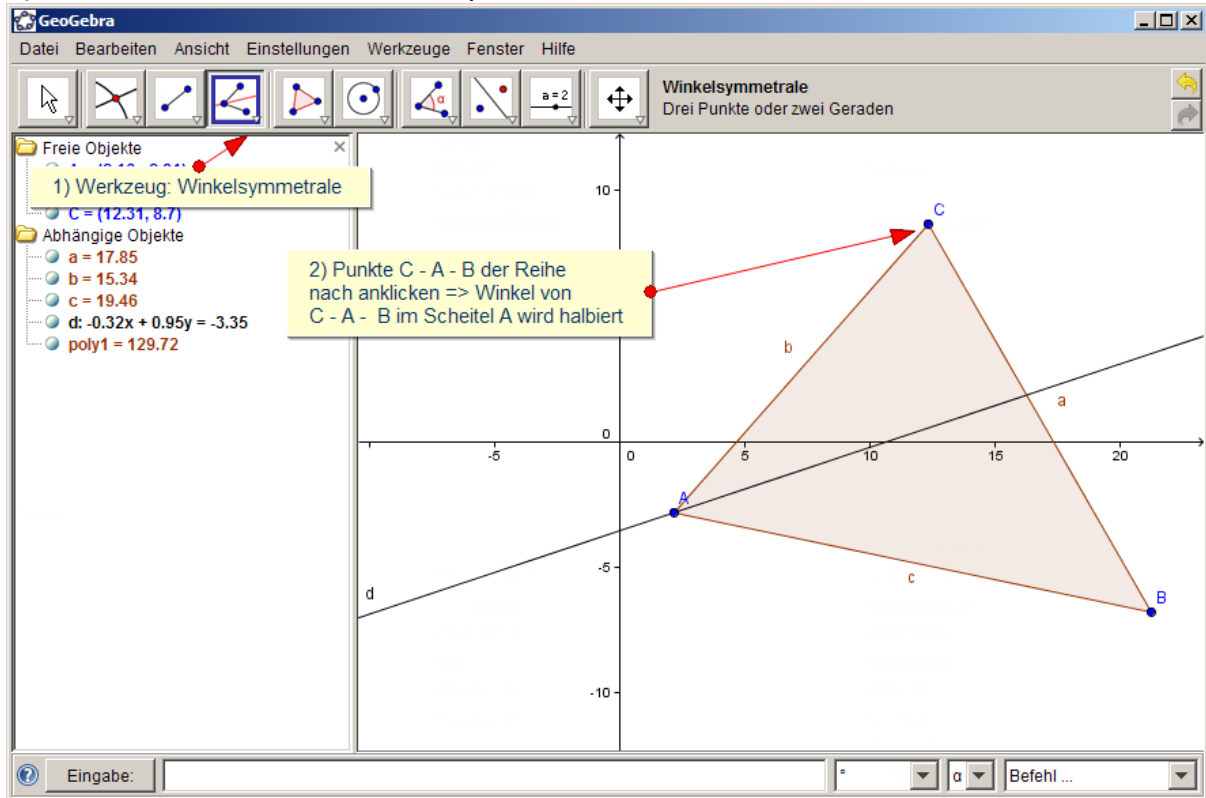 GeoGebra
Datei Bearbeiten Ansicht Einstellungen Werkzeuge Fenster Hilfe
a = 2
Winkelsymmetrale
Drei Punkte oder zwei Geraden
Freie Objekte
1) Werkzeug: Winkelsymmetrale
C = (12.31, 8.7)
Abhängige Objekte
a = 17.85
b = 15.34
c = 19.46
d: -0.32x + 0.95y = -3.35
poly1 = 129.72
2) Punkte C - A - B der Reihe
nach anklicken => Winkel von
C - A - B im Scheitel A wird halbiert
10
C
b
a
0
-5 0 5 10 15 20
A
-5
c
d
B
-10
Eingabe:
° α Befehl ...